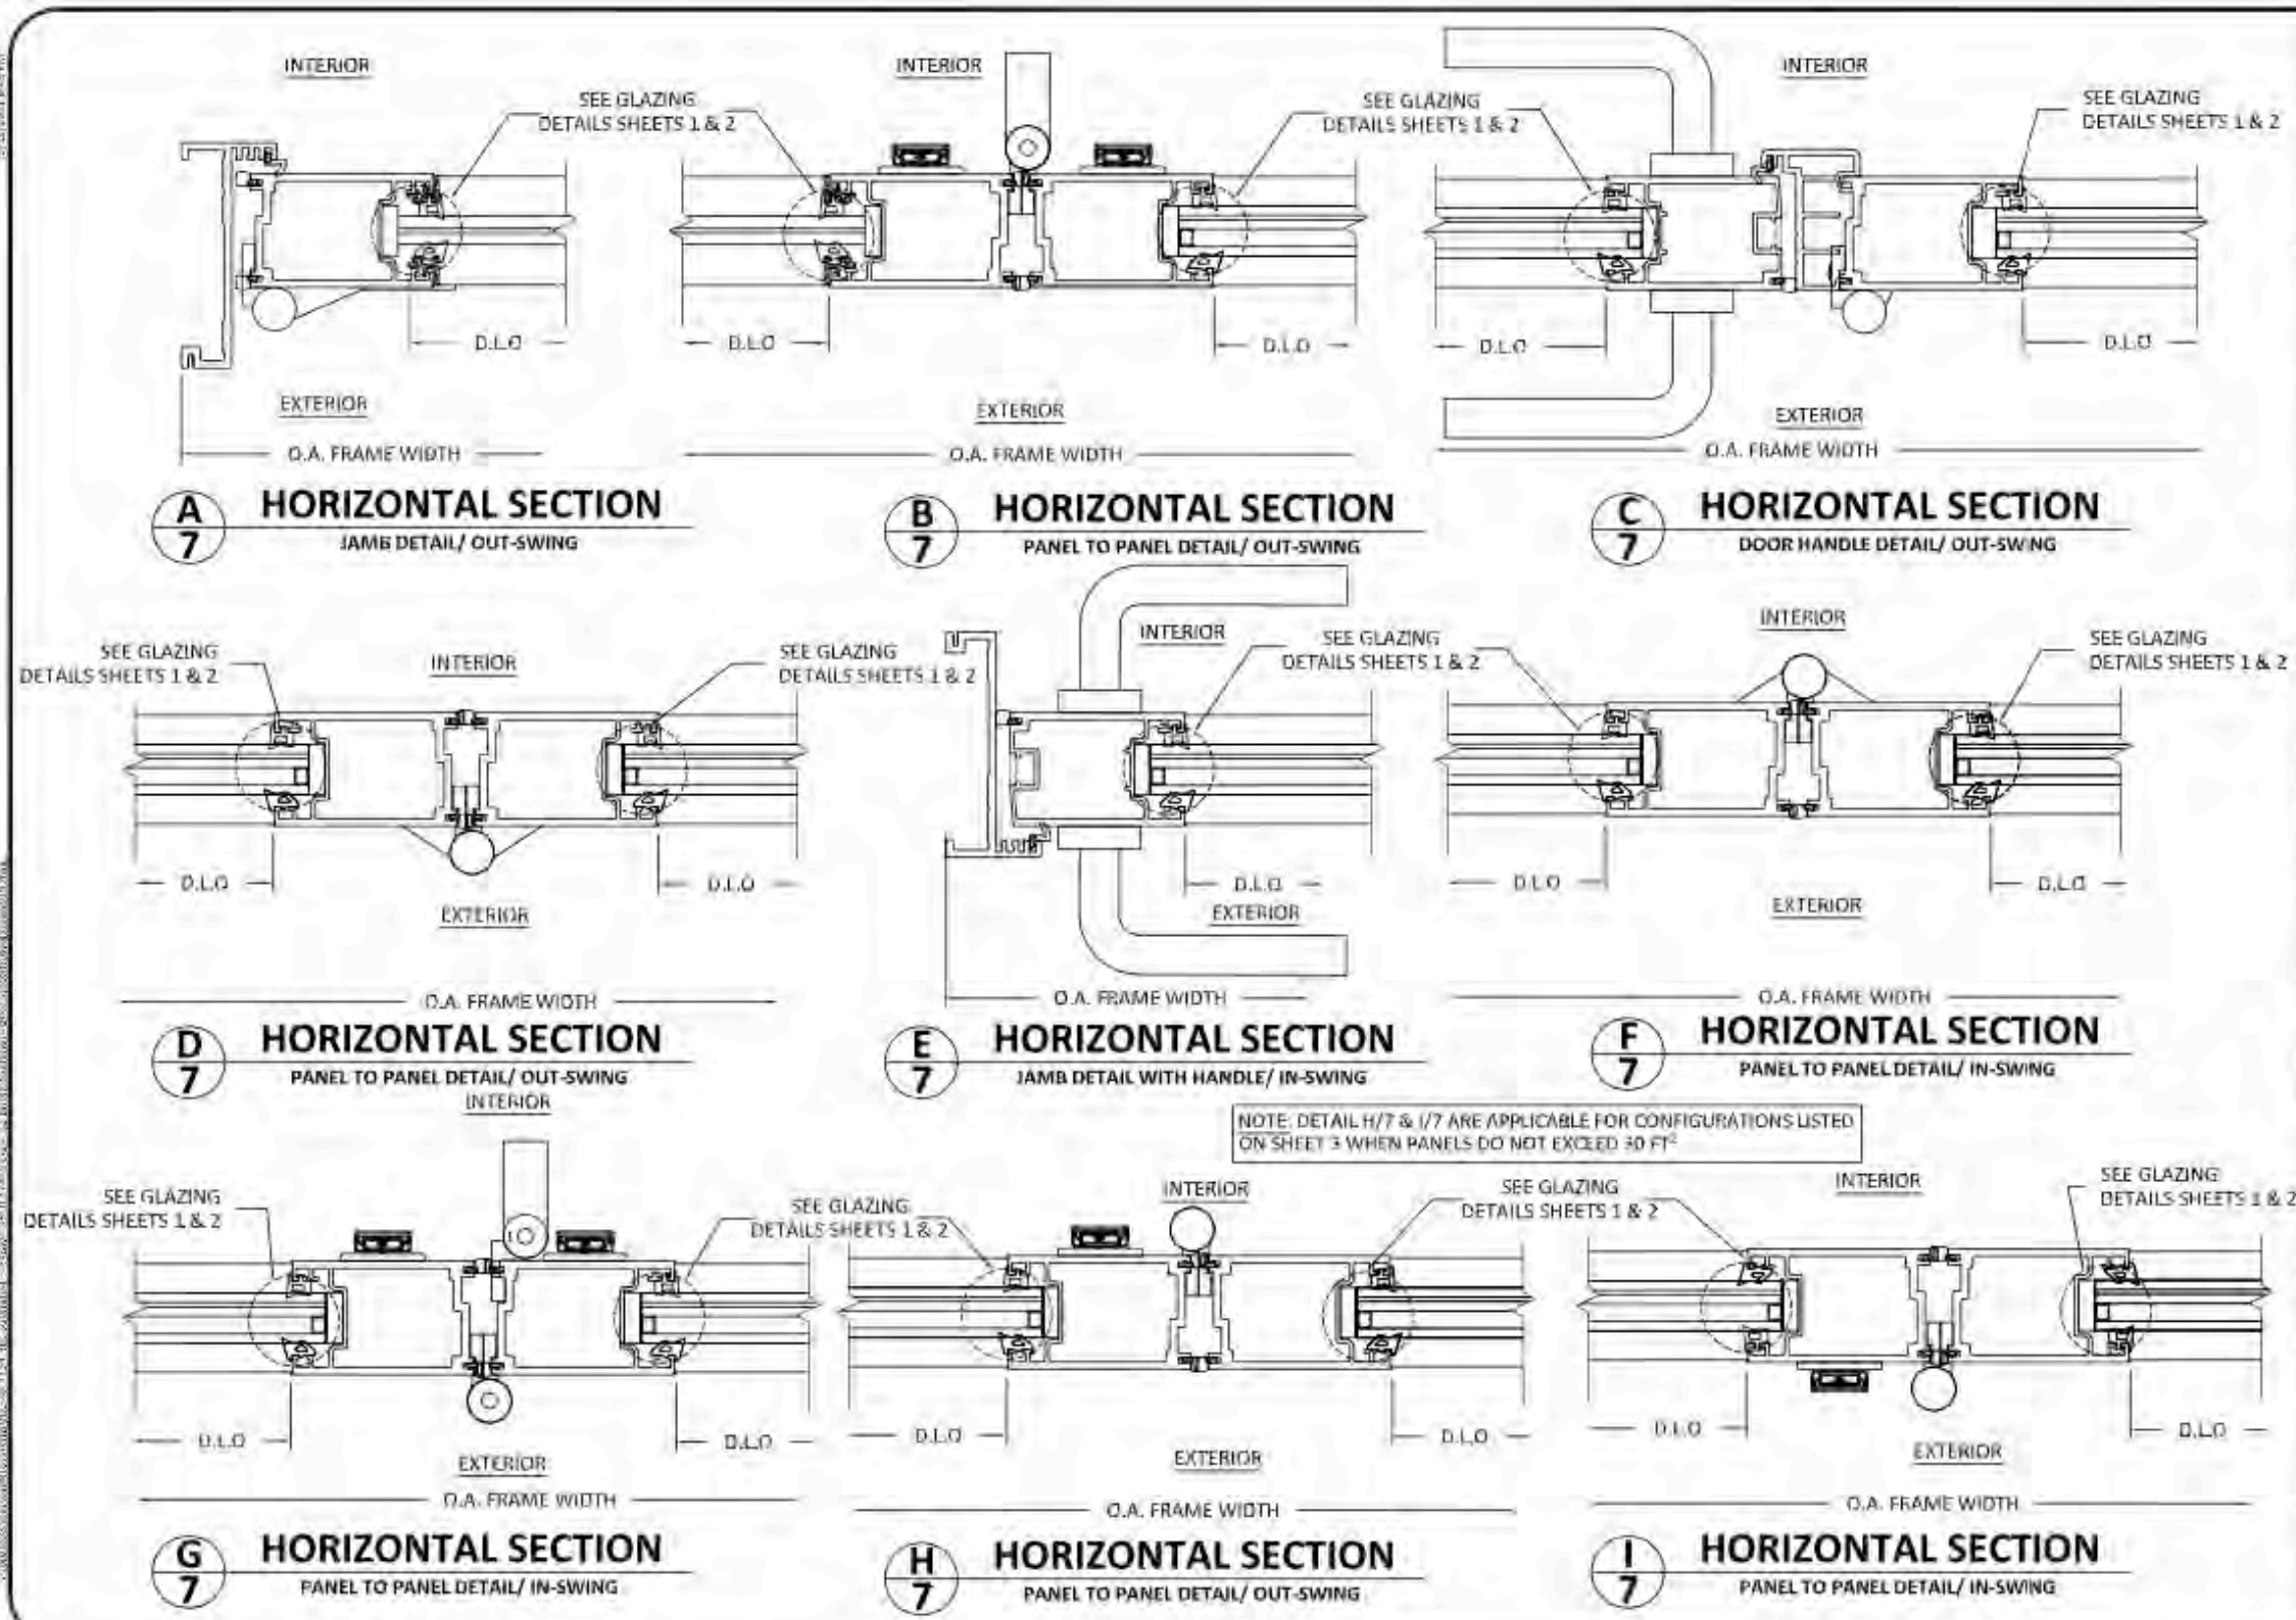 INTERIOR
SEE GLAZING
DETAILS SHEETS 1 & 2
D.L.O
EXTERIOR
O.A. FRAME WIDTH
A
7
HORIZONTAL SECTION
JAMB DETAIL/ OUT-SWING
INTERIOR
D.L.O
D.L.O
EXTERIOR
O.A. FRAME WIDTH
B
7
HORIZONTAL SECTION
PANEL TO PANEL DETAIL/ OUT-SWING
SEE GLAZING
DETAILS SHEETS 1 & 2
INTERIOR
SEE GLAZING
DETAILS SHEETS 1 & 2
D.L.O
D.L.O
EXTERIOR
O.A. FRAME WIDTH
C
7
HORIZONTAL SECTION
DOOR HANDLE DETAIL/ OUT-SWING
SEE GLAZING
DETAILS SHEETS 1 & 2
INTERIOR
SEE GLAZING
DETAILS SHEETS 1 & 2
D.L.O
D.L.O
EXTERIOR
O.A. FRAME WIDTH
D
7
HORIZONTAL SECTION
PANEL TO PANEL DETAIL/ OUT-SWING
INTERIOR
SEE GLAZING
DETAILS SHEETS 1 & 2
D.L.O
EXTERIOR
O.A. FRAME WIDTH
E
7
HORIZONTAL SECTION
JAMB DETAIL WITH HANDLE/ IN-SWING
INTERIOR
SEE GLAZING
DETAILS SHEETS 1 & 2
D.L.O
D.L.O
EXTERIOR
O.A. FRAME WIDTH
F
7
HORIZONTAL SECTION
PANEL TO PANEL DETAIL/ IN-SWING
NOTE: DETAIL H/7 & I/7 ARE APPLICABLE FOR CONFIGURATIONS LISTED
ON SHEET 3 WHEN PANELS DO NOT EXCEED 30 FT²
INTERIOR
SEE GLAZING
DETAILS SHEETS 1 & 2
SEE GLAZING
DETAILS SHEETS 1 & 2
D.L.O
D.L.O
EXTERIOR
O.A. FRAME WIDTH
G
7
HORIZONTAL SECTION
PANEL TO PANEL DETAIL/ IN-SWING
INTERIOR
SEE GLAZING
DETAILS SHEETS 1 & 2
D.L.O
D.L.O
EXTERIOR
O.A. FRAME WIDTH
H
7
HORIZONTAL SECTION
PANEL TO PANEL DETAIL/ OUT-SWING
INTERIOR
SEE GLAZING
DETAILS SHEETS 1 & 2
D.L.O
D.L.O
EXTERIOR
O.A. FRAME WIDTH
I
7
HORIZONTAL SECTION
PANEL TO PANEL DETAIL/ IN-SWING